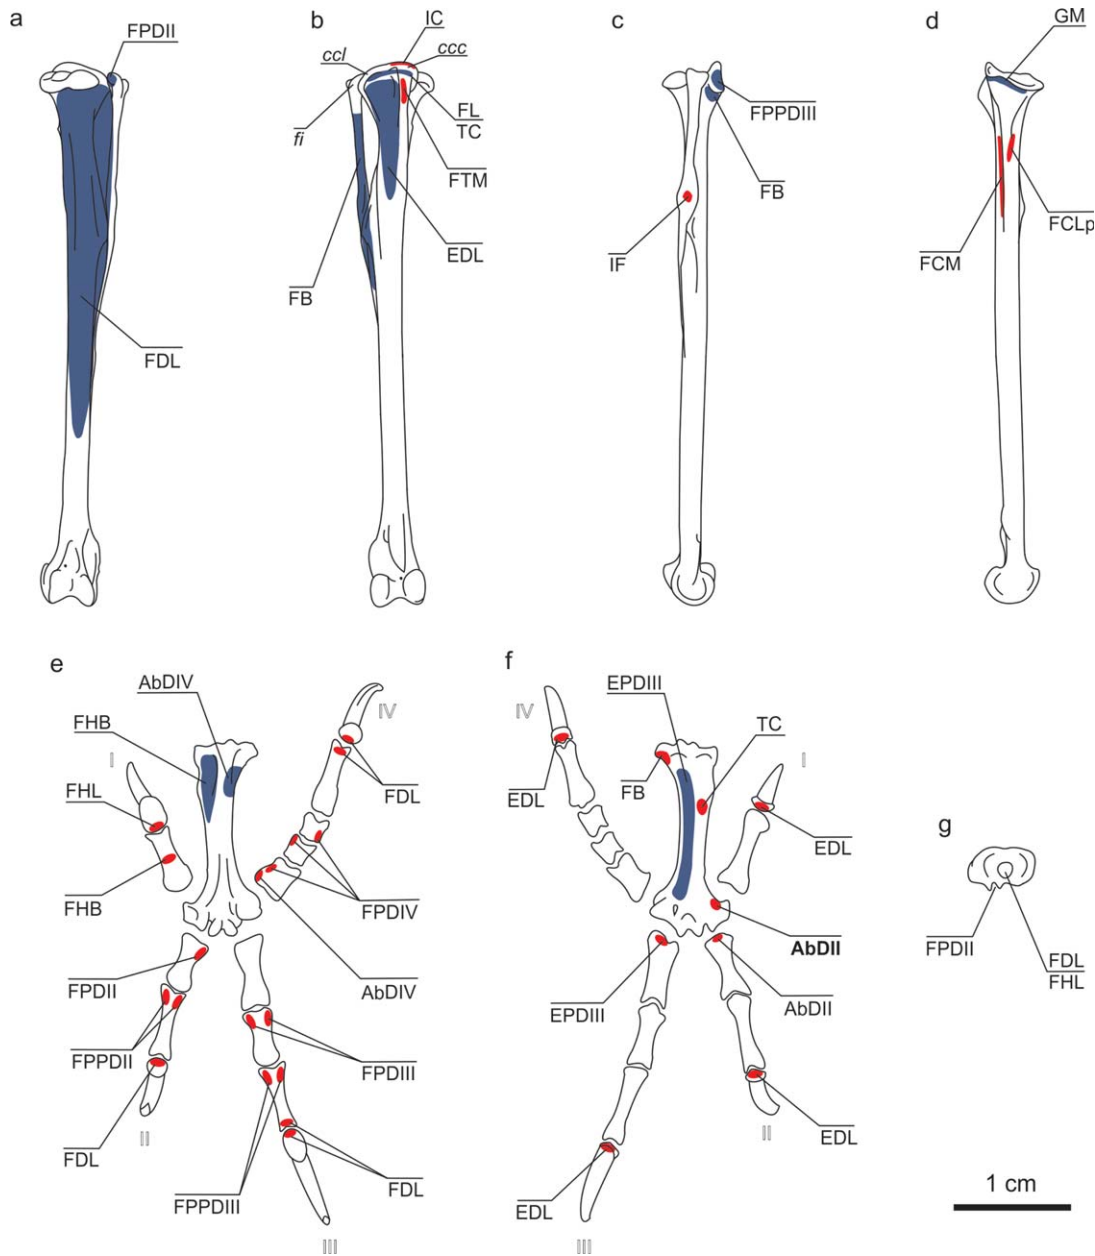 a
b
c
d
FPDII
IC
ccl
ccc
GM
fi
FL
TC
FPPDIII
FTM
FB
FCLp
EDL
IF
FCM
FB
FDL
e
f
AbDIV
EPDIII
IV
IV
FHB
TC
I
I
FHL
FDL
EDL
FB
EDL
g
FHB
FPDIV
FPDII
AbDIV
AbDII
FPDII
FDL
FHL
EPDIII
AbDII
FPPDII
FPDIII
II
II
FDL
EDL
FPPDIII
FDL
EDL
III
III
1 cm